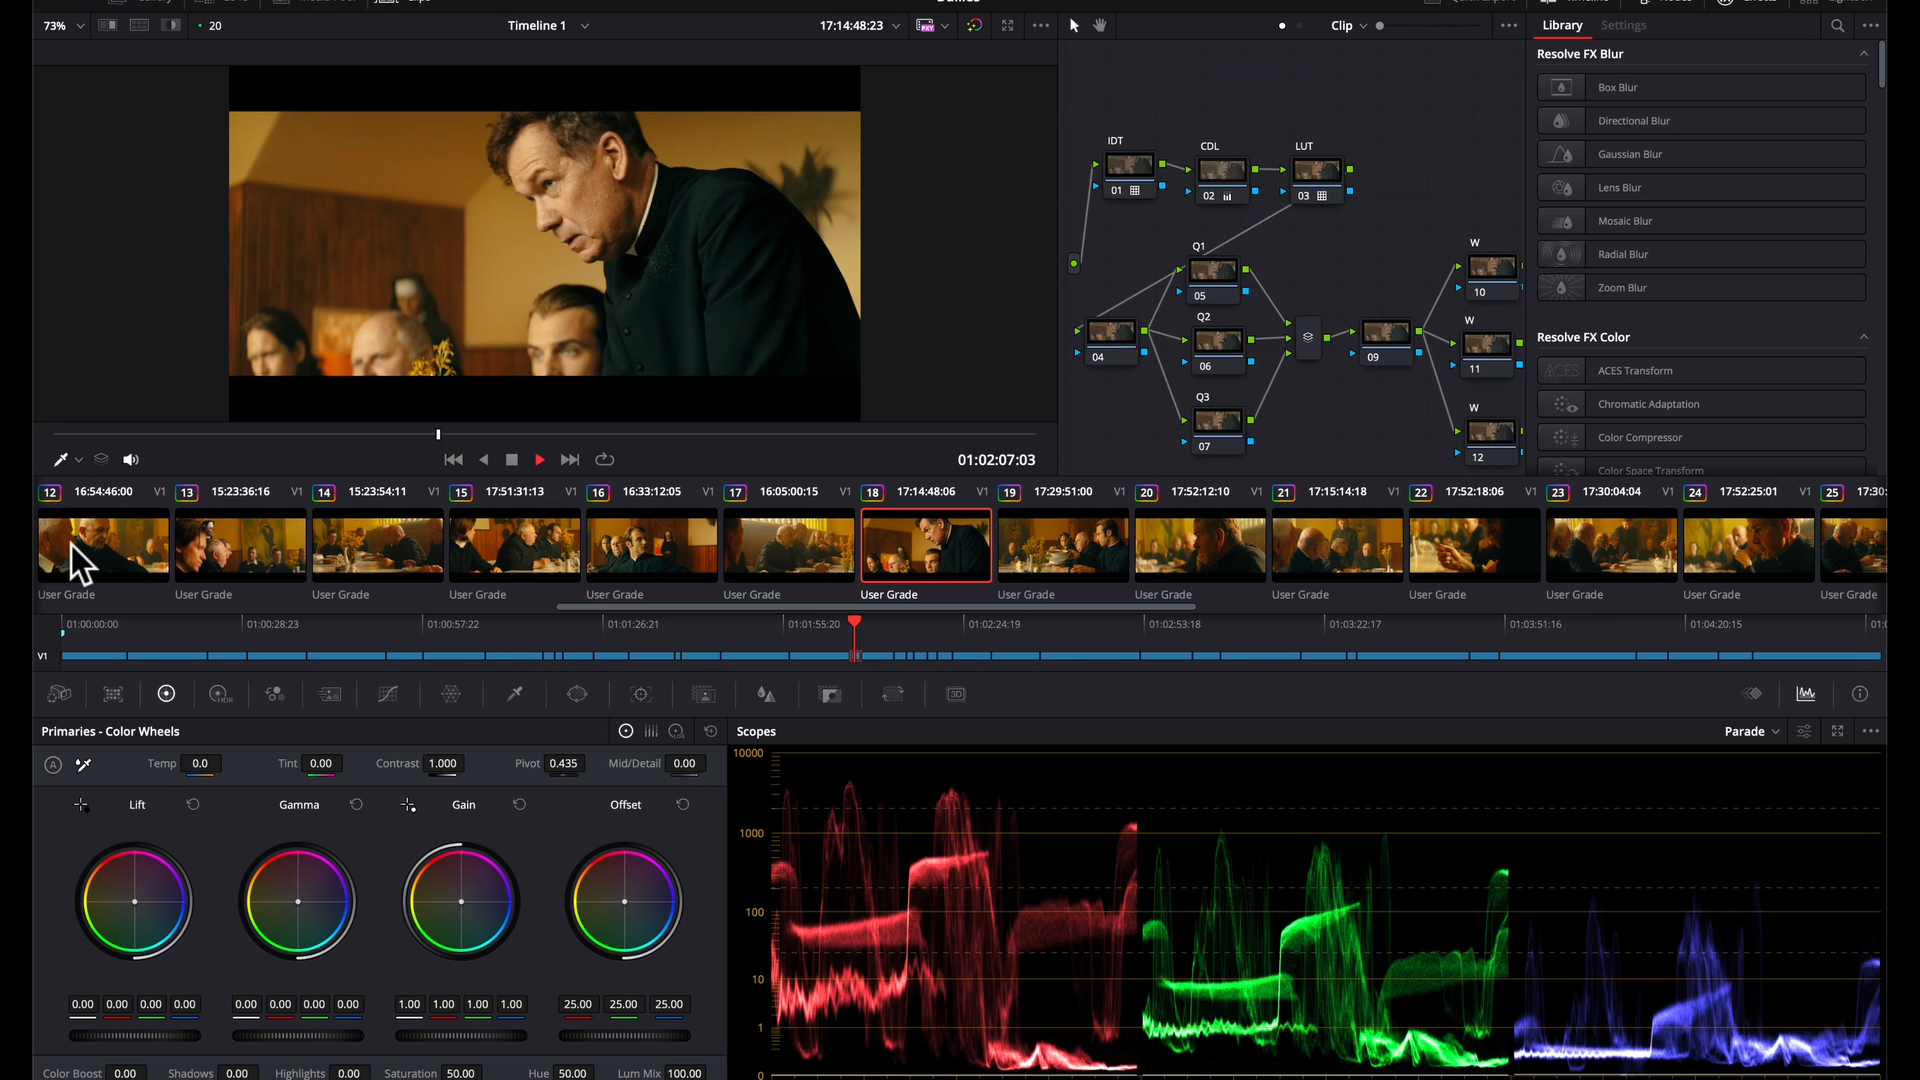 73%
20
Timeline 1
17:14:48:23
Clip
Library
Settings
Resolve FX Blur
Box Blur
Directional Blur
Gaussian Blur
Lens Blur
Mosaic Blur
Radial Blur
Zoom Blur
Resolve FX Color
ACES Transform
Chromatic Adaptation
Color Compressor
Color Space Transform
IDT
CDL
LUT
01
02
03
Q1
05
W
10
Q2
04
06
09
W
11
Q3
07
W
12
01:02:07:03
12 16:54:46:00 V1
13 15:23:36:16 V1
14 15:23:54:11 V1
15 17:51:31:13 V1
16 16:33:12:05 V1
17 16:05:00:15 V1
18 17:14:48:06 V1
19 17:29:51:00 V1
20 17:52:12:10 V1
21 17:15:14:18 V1
22 17:52:18:06 V1
23 17:30:04:04 V1
24 17:52:25:01 V1
25 17:30:
User Grade User Grade User Grade User Grade User Grade User Grade User Grade User Grade User Grade User Grade User Grade User Grade User Grade User Grade
01:00:00:00 01:00:28:23 01:00:57:22 01:01:26:21 01:01:55:20 01:02:24:19 01:02:53:18 01:03:22:17 01:03:51:16 01:04:20:15
V1
HDR
3D
Primaries - Color Wheels
LOG
Scopes
Parade
A
Temp 0.0 Tint 0.00 Contrast 1.000 Pivot 0.435 Mid/Detail 0.00
Lift Gamma Gain Offset
0.00 0.00 0.00 0.00
0.00 0.00 0.00 0.00
1.00 1.00 1.00 1.00
25.00 25.00 25.00
Color Boost 0.00 Shadows 0.00 Highlights 0.00 Saturation 50.00 Hue 50.00 Lum Mix 100.00
10000
1000
100
10
1
0